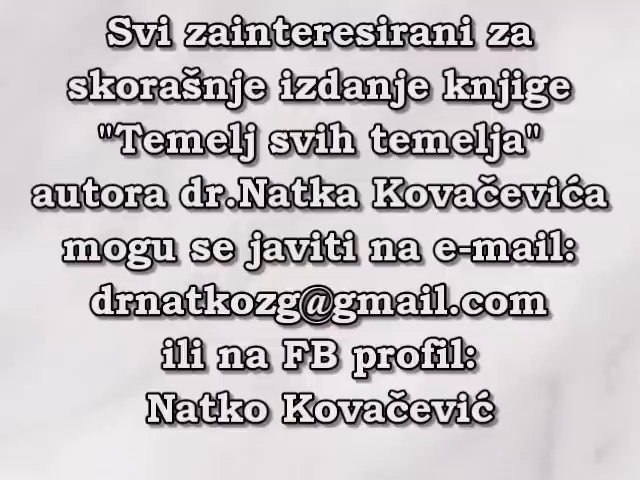 Svi zainteresirani za
skorašnje izdanje knjige
"Temelj svih temelja"
autora dr.Natka Kovačevića
mogu se javiti na e-mail:
drnatkozg@gmail.com
ili na FB profil:
Natko Kovačević